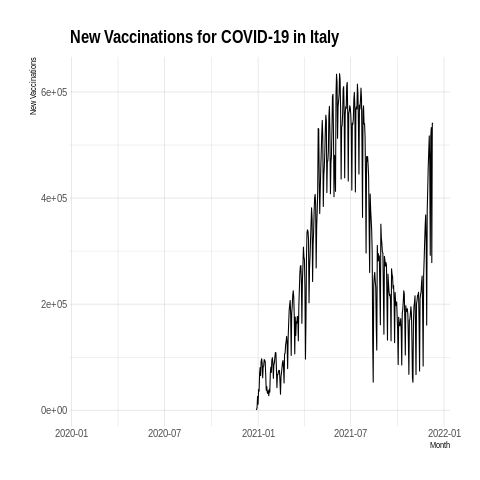 New Vaccinations for COVID-19 in Italy
New Vaccinations
6e+05
4e+05
2e+05
0e+00
2020-01 2020-07 2021-01 2021-07 2022-01
Month